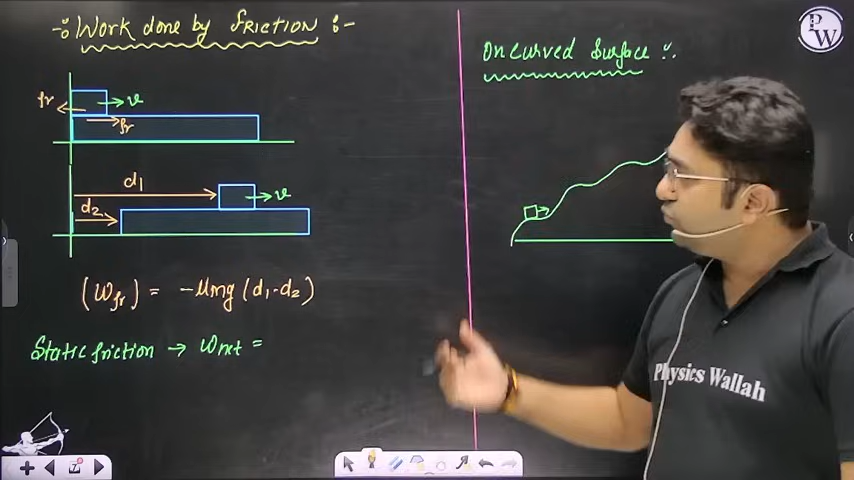 Work done by FRICTION :-
On Curved Surface :.
fr
v
fr
d1
v
d2
(Wfr) = -μmg (d1-d2)
Static friction → Wnet =
PW
Physics Wallah